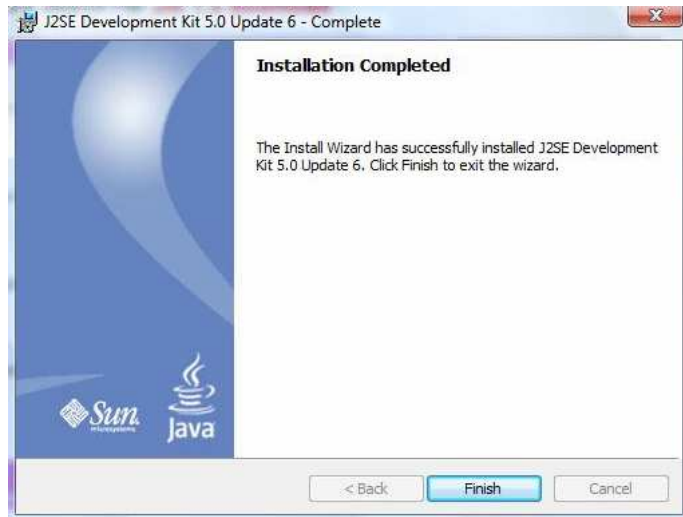 J2SE Development Kit 5.0 Update 6 - Complete
Installation Completed
The Install Wizard has successfully installed J2SE Development
Kit 5.0 Update 6. Click Finish to exit the wizard.
Sun
microsystems
Java
< Back
Finish
Cancel